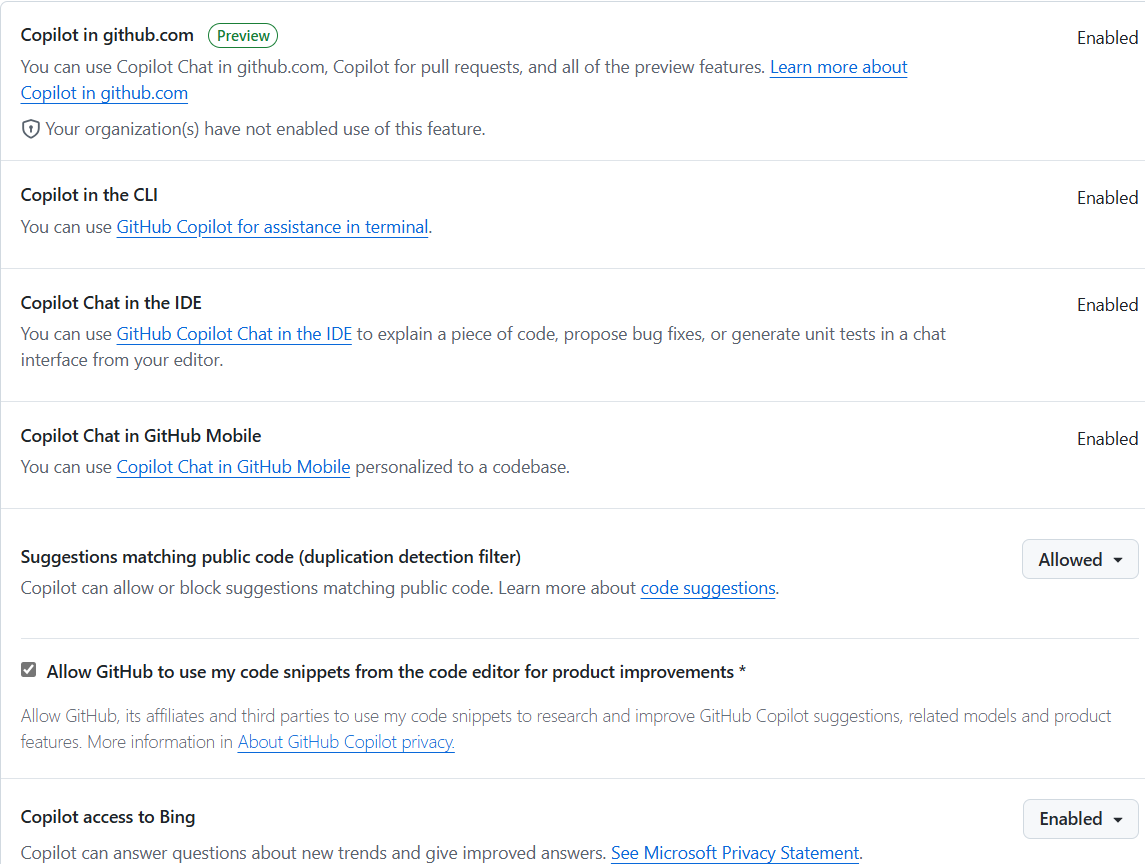 Copilot in github.com Preview Enabled
You can use Copilot Chat in github.com, Copilot for pull requests, and all of the preview features. Learn more about
Copilot in github.com
Your organization(s) have not enabled use of this feature.
Copilot in the CLI Enabled
You can use GitHub Copilot for assistance in terminal.
Copilot Chat in the IDE Enabled
You can use GitHub Copilot Chat in the IDE to explain a piece of code, propose bug fixes, or generate unit tests in a chat
interface from your editor.
Copilot Chat in GitHub Mobile Enabled
You can use Copilot Chat in GitHub Mobile personalized to a codebase.
Suggestions matching public code (duplication detection filter) Allowed
Copilot can allow or block suggestions matching public code. Learn more about code suggestions.
Allow GitHub to use my code snippets from the code editor for product improvements *
Allow GitHub, its affiliates and third parties to use my code snippets to research and improve GitHub Copilot suggestions, related models and product
features. More information in About GitHub Copilot privacy.
Copilot access to Bing Enabled
Copilot can answer questions about new trends and give improved answers. See Microsoft Privacy Statement.